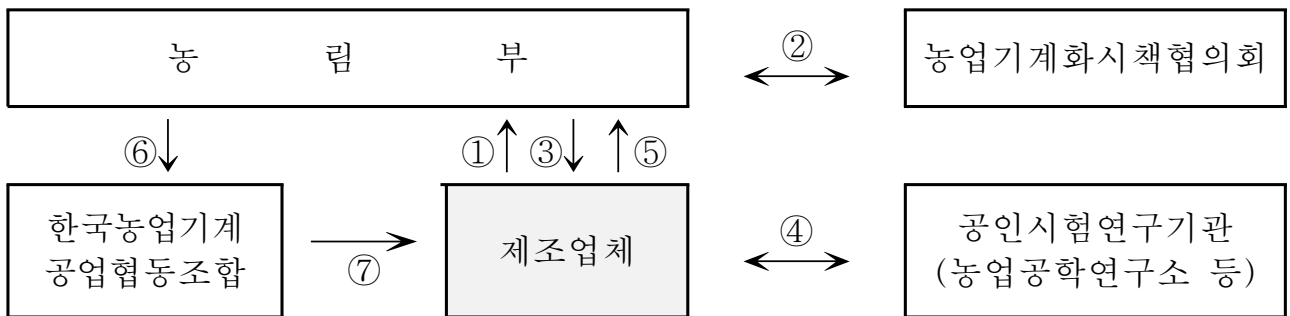 농 림 부
②
농업기계화시책협의회
⑥
①
③
⑤
한국농업기계
공업협동조합
⑦
제조업체
④
공인시험연구기관
(농업공학연구소 등)